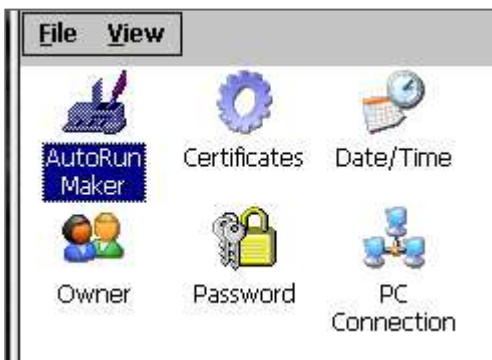 File View
AutoRun Maker
Certificates
Date/Time
Owner
Password
PC Connection